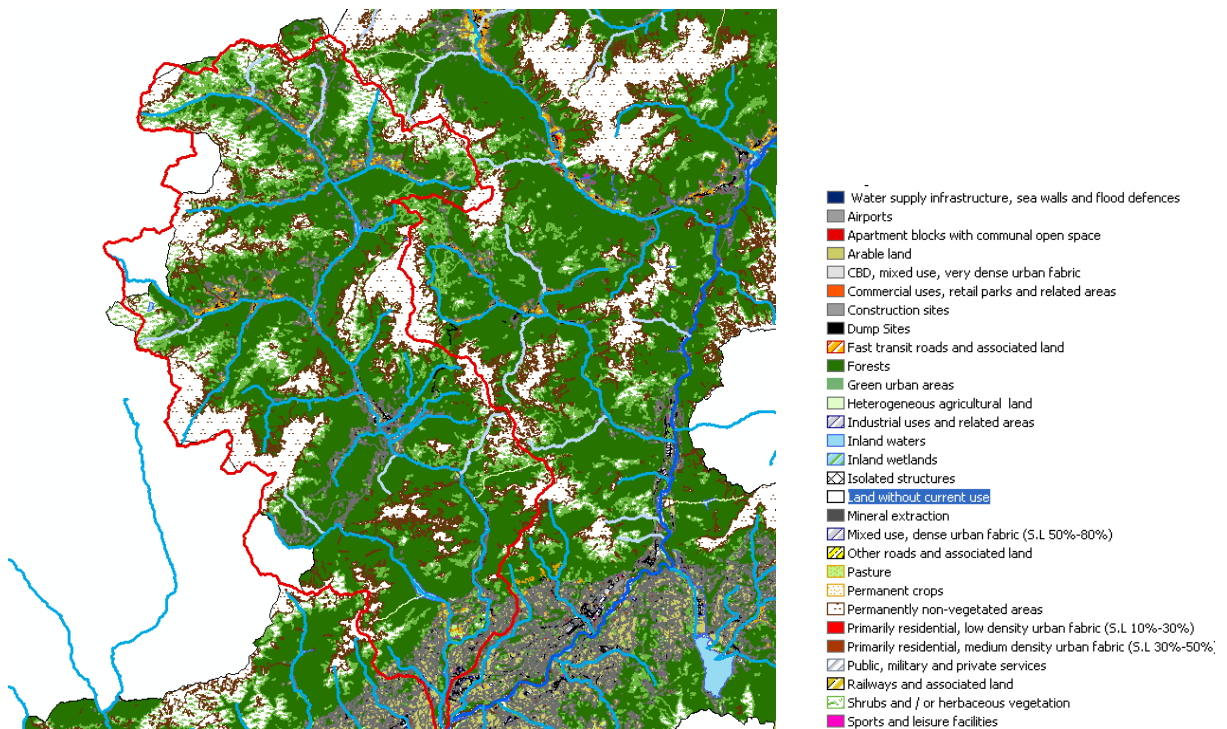 Water supply infrastructure, sea walls and flood defences
Airports
Apartment blocks with communal open space
Arable land
CBD, mixed use, very dense urban fabric
Commercial uses, retail parks and related areas
Construction sites
Dump Sites
Fast transit roads and associated land
Forests
Green urban areas
Heterogeneous agricultural land
Industrial uses and related areas
Inland waters
Inland wetlands
Isolated structures
Land without current use
Mineral extraction
Mixed use, dense urban fabric (S.L 50%-80%)
Other roads and associated land
Pasture
Permanent crops
Permanently non-vegetated areas
Primarily residential, low density urban fabric (S.L 10%-30%)
Primarily residential, medium density urban fabric (S.L 30%-50%)
Public, military and private services
Railways and associated land
Shrubs and / or herbaceous vegetation
Sports and leisure facilities